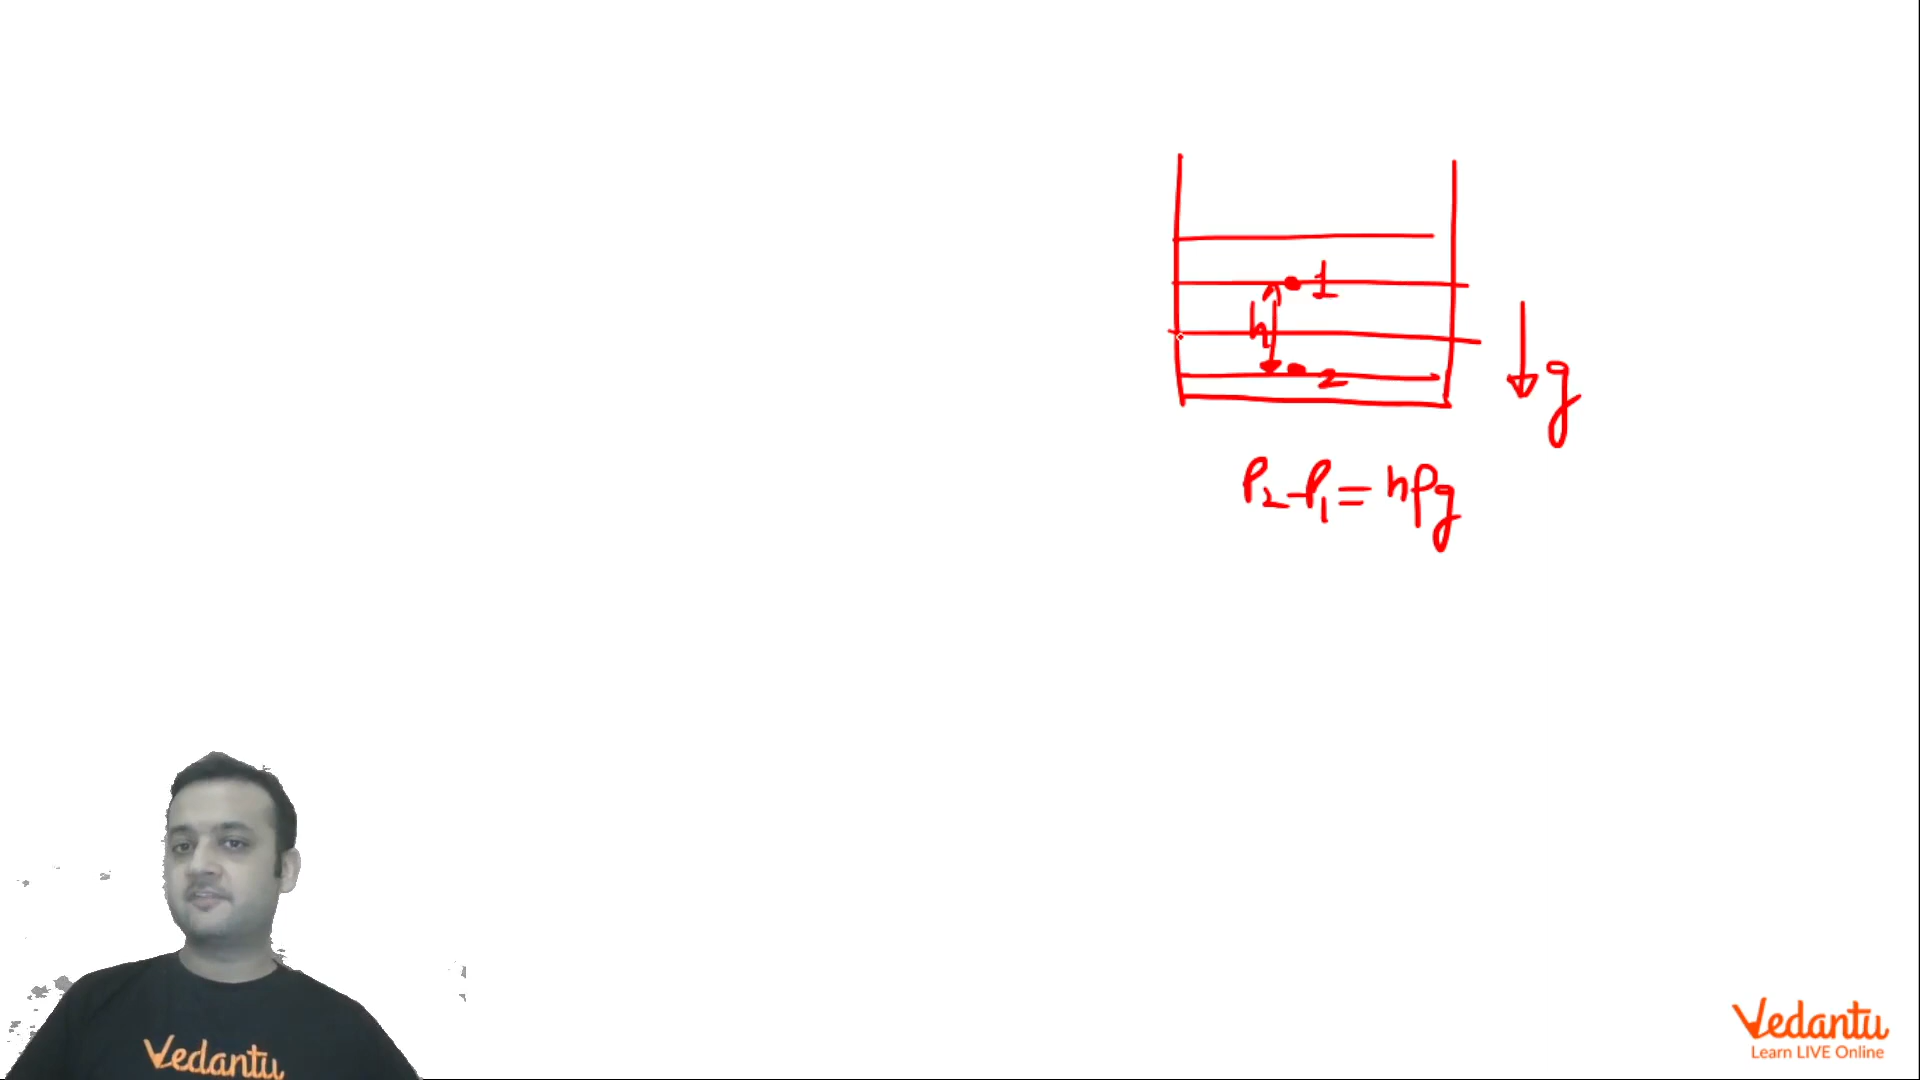 1
h
2
g
P₂-P₁=hρg
Vedantu
Vedantu
Learn LIVE Online